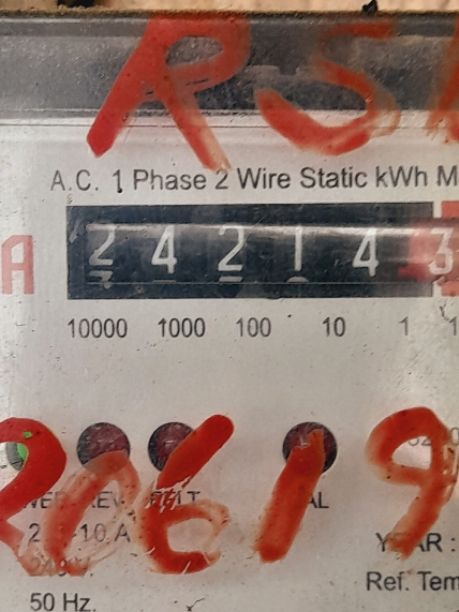 RS
A.C. 1 Phase 2 Wire Static kWh M
A 2 4 2 1 4 3
10000 1000 100 10 1
20619
-10 A
YEAR :
Ref. Tem
50 Hz.